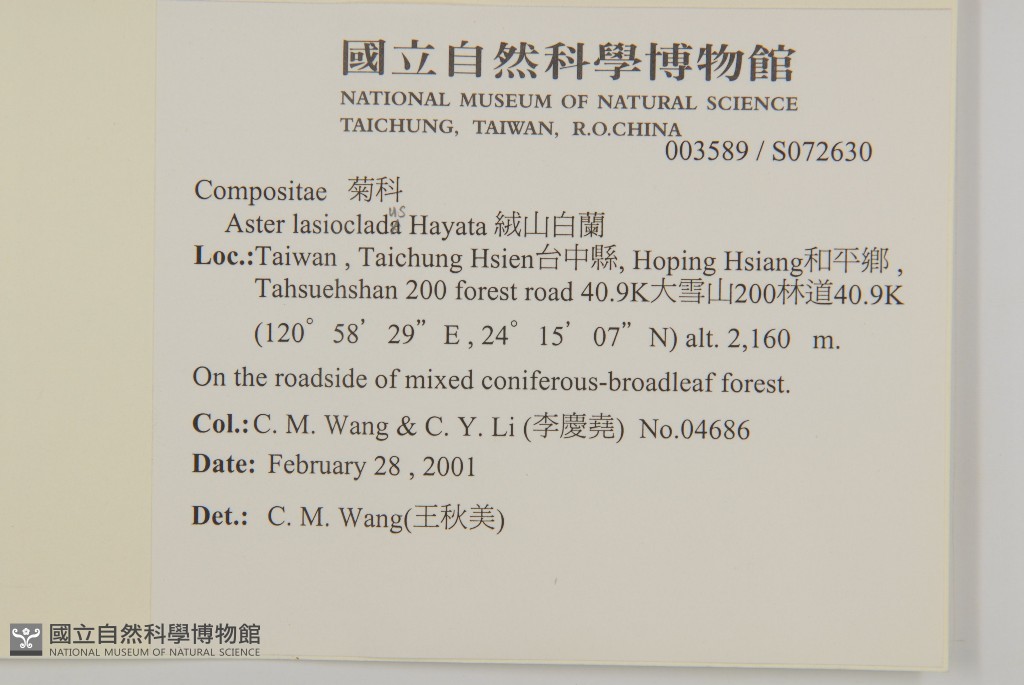 國立自然科學博物館
NATIONAL MUSEUM OF NATURAL SCIENCE
TAICHUNG, TAIWAN, R.O.CHINA
003589 / S072630
Compositae 菊科
us
Aster lasioclada Hayata 絨山白蘭
Loc.:Taiwan , Taichung Hsien台中縣, Hoping Hsiang和平鄉 ,
Tahsuehshan 200 forest road 40.9K大雪山200林道40.9K
(120° 58’ 29” E , 24° 15’ 07” N) alt. 2,160 m.
On the roadside of mixed coniferous-broadleaf forest.
Col.: C. M. Wang & C. Y. Li (李慶堯) No.04686
Date: February 28 , 2001
Det.: C. M. Wang(王秋美)
國立自然科學博物館
NATIONAL MUSEUM OF NATURAL SCIENCE